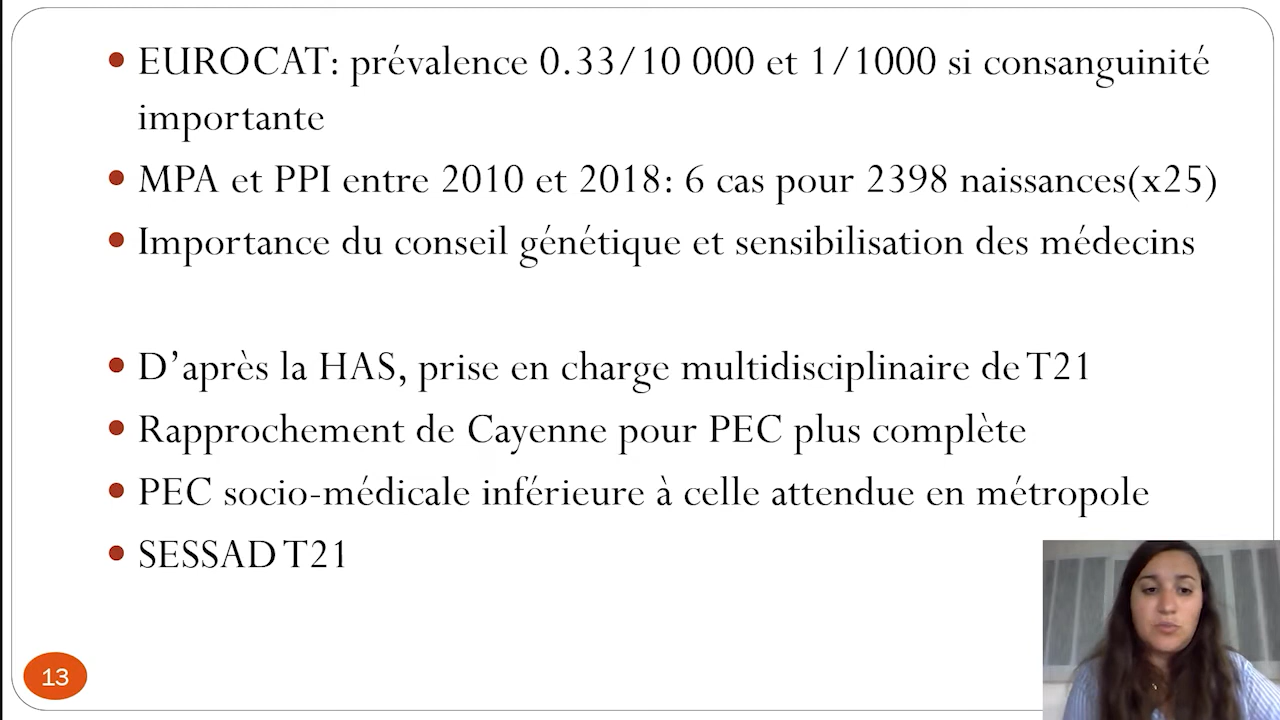 EUROCAT: prévalence 0.33/10 000 et 1/1000 si consanguinité
importante
MPA et PPI entre 2010 et 2018: 6 cas pour 2398 naissances(x25)
Importance du conseil génétique et sensibilisation des médecins
D’après la HAS, prise en charge multidisciplinaire de T21
Rapprochement de Cayenne pour PEC plus complète
PEC socio-médicale inférieure à celle attendue en métropole
SESSAD T21
13